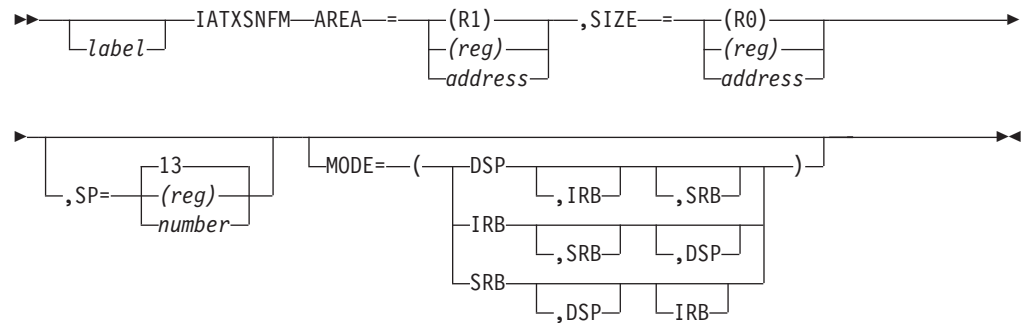 IATXSNFM AREA = (R1) ,SIZE = (R0)
label (reg) (reg)
address address
13
,SP= (reg) MODE= ( DSP ,IRB ,SRB )
number IRB ,SRB ,DSP
SRB ,DSP IRB